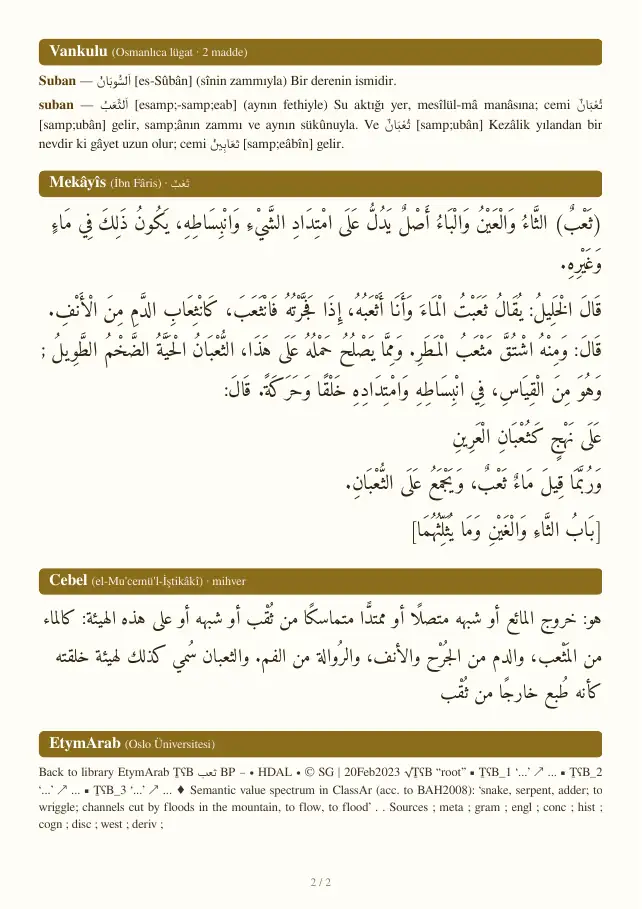 Vankulu (Osmanlıca lügat · 2 madde)
Suban — اَلسُّوبَانُ [es-Sûbân] (sînin zammıyla) Bir derenin ismidir.
suban — اَلثَّعَبُ [esamp;-samp;eab] (aynın fethiyle) Su aktığı yer, mesîlül-mâ manâsına; cemi ثُعْبَانٌ
[samp;ubân] gelir, samp;ânın zammı ve aynın sükûnuyla. Ve ثُعْبَانٌ [samp;ubân] Kezâlik yılandan bir
nevdir ki gâyet uzun olur; cemi ثَعَابِينُ [samp;eabîn] gelir.
Mekâyîs (İbn Fâris) · ثَعْبٌ
(ثَعْبٌ) الثَّاءُ وَالْعَيْنُ وَالْبَاءُ أَصْلٌ يَدُلُّ عَلَى امْتِدَادِ الشَّيْءِ وَانْبِسَاطِهِ، يَكُونُ ذَلِكَ فِي مَاءٍ
وَغَيْرِهِ.
قَالَ الْخَلِيلُ: يُقَالُ ثَعَبْتُ الْمَاءَ وَأَنَا أَثْعَبُهُ، إِذَا فَجَّرْتُهُ فَانْثَعَبَ، كَانْثِعَابِ الدَّمِ مِنَ الْأَنْفِ.
قَالَ: وَمِنْهُ اشْتُقَّ مَثْعَبُ الْمَطَرِ. وَمِمَّا يَصْلُحُ حَمْلُهُ عَلَى هَذَا، الثُّعْبَانُ الْحَيَّةُ الضَّخْمُ الطَّوِيلُ ;
وَهُوَ مِنَ الْقِيَاسِ، فِي انْبِسَاطِهِ وَامْتِدَادِهِ خَلْقًا وَحَرَكَةً. قَالَ:
عَلَى نَهْجٍ كَثُعْبَانِ الْعَرِينِ
وَرُبَّمَا قِيلَ مَاءٌ ثَعْبٌ، وَيَجْمَعُ عَلَى الثُّعْبَانِ.
[بَابُ الثَّاءِ وَالْغَيْنِ وَمَا يُثَلِّثُهُمَا]
Cebel (el-Mu'cemü'l-İştikâkî) · mihver
هو: خروج المائع أو شبهه متصلًا أو ممتدًّا متماسكًا من ثُقْب أو شبهه أو على هذه الهيئة: كالماء
من المَثْعب، والدم من الجُرْح والأنف، والرُوالة من الفم. والثعبان سُمي كذلك لهيئة خلقته
كأنه طُبع خارجًا من ثُقْب
EtymArab (Oslo Üniversitesi)
Back to library EtymArab ṮʕB ثعب BP – • HDAL • © SG | 20Feb2023 √ṮʕB “root” ▪ ṮʕB_1 ‘...’ ↗ ... ▪ ṮʕB_2
‘...’ ↗ ... ▪ ṮʕB_3 ‘...’ ↗ ... ♦ Semantic value spectrum in ClassAr (acc. to BAH2008): ‘snake, serpent, adder; to
wriggle; channels cut by floods in the mountain, to flow, to flood’ . . Sources ; meta ; gram ; engl ; conc ; hist ;
cogn ; disc ; west ; deriv ;
2 / 2